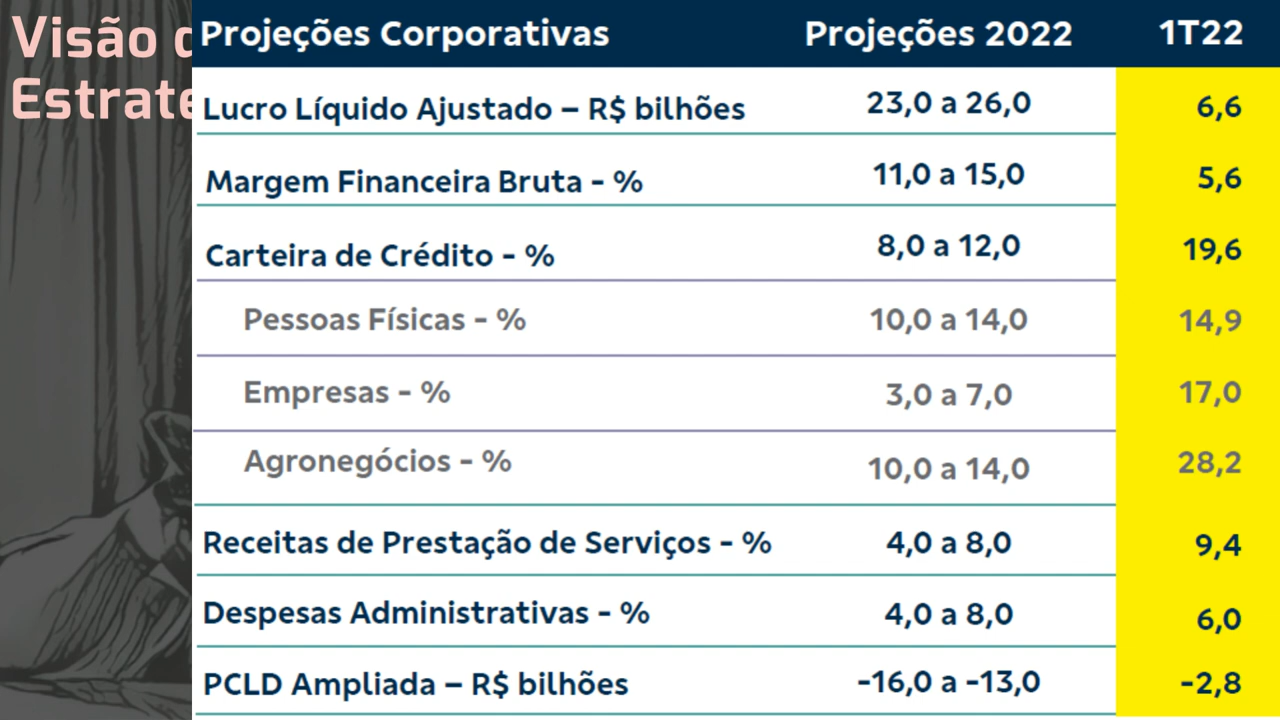 Visão
Estrate
Projeções Corporativas Projeções 2022 1T22
Lucro Líquido Ajustado – R$ bilhões 23,0 a 26,0 6,6
Margem Financeira Bruta - % 11,0 a 15,0 5,6
Carteira de Crédito - % 8,0 a 12,0 19,6
Pessoas Físicas - % 10,0 a 14,0 14,9
Empresas - % 3,0 a 7,0 17,0
Agronegócios - % 10,0 a 14,0 28,2
Receitas de Prestação de Serviços - % 4,0 a 8,0 9,4
Despesas Administrativas - % 4,0 a 8,0 6,0
PCLD Ampliada – R$ bilhões -16,0 a -13,0 -2,8